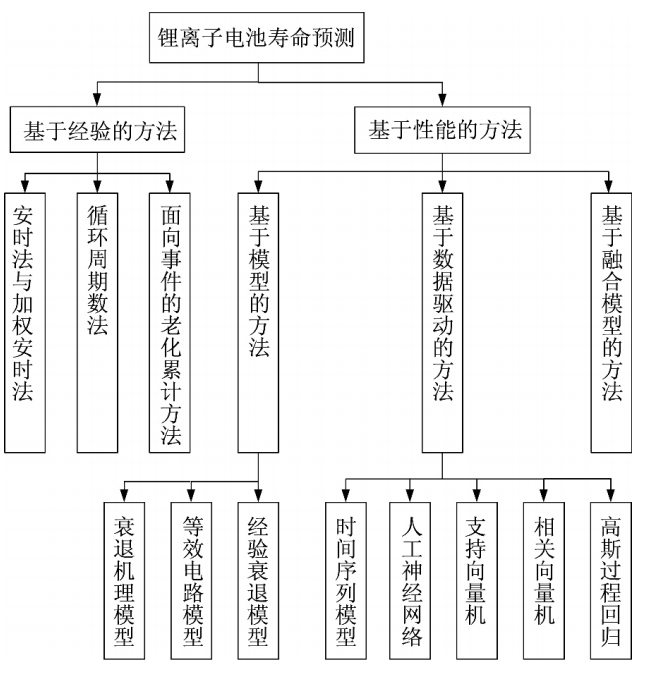 锂离子电池寿命预测
基于经验的方法
基于性能的方法
安时法与加权安时法
循环周期数法
面向事件的老化累计方法
基于模型的方法
基于数据驱动的方法
基于融合模型的方法
衰退机理模型
等效电路模型
经验衰退模型
时间序列模型
人工神经网络
支持向量机
相关向量机
高斯过程回归